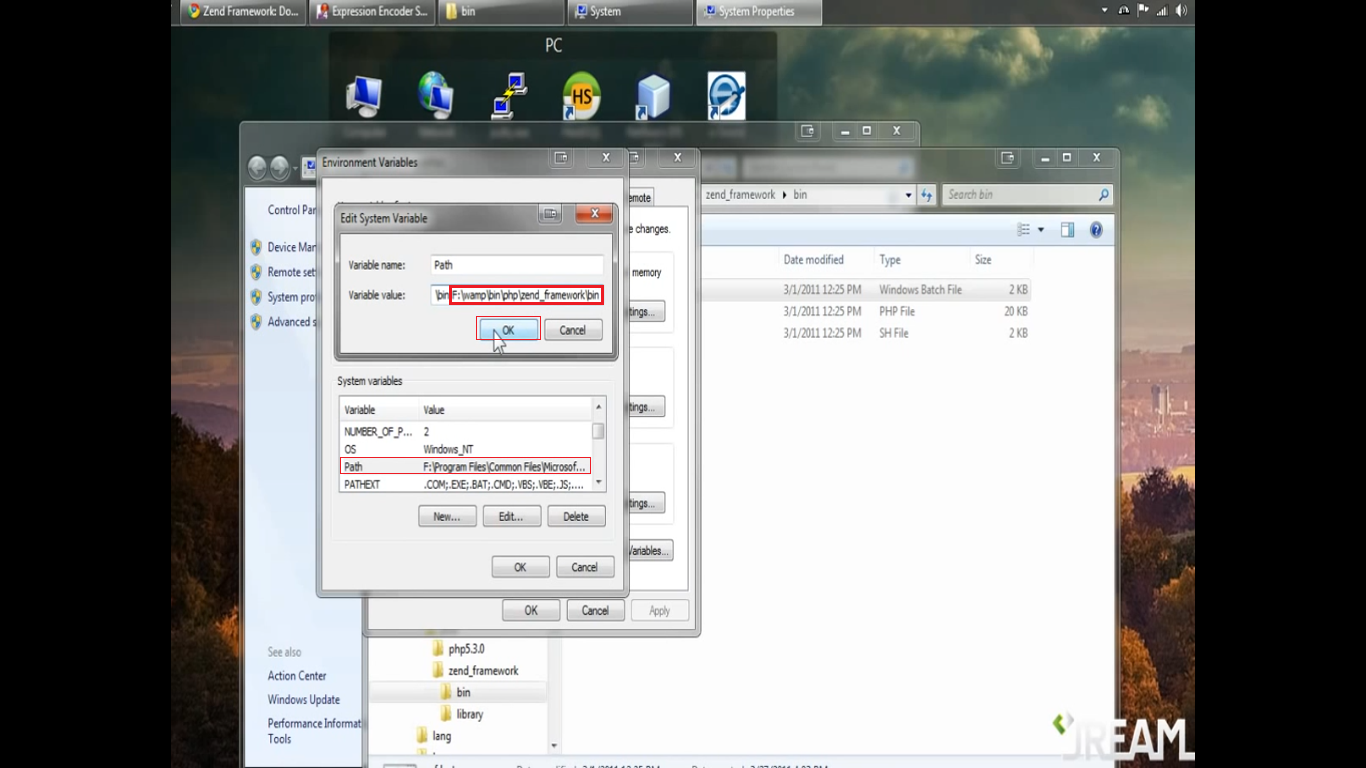 Zend Framework: Do...
Expression Encoder S...
bin
System
System Properties
PC
HS
Environment Variables
Control Pan
Device Man
Remote set
System pro
Advanced s
Edit System Variable
Variable name:
Path
Variable value:
\bin;F:\wamp\bin\php\zend_framework\bin
OK
Cancel
System variables
Variable
Value
NUMBER_OF_P...
2
OS
Windows_NT
Path
F:\Program Files\Common Files\Microsof...
PATHEXT
.COM;.EXE;.BAT;.CMD;.VBS;.VBE;.JS;....
New...
Edit...
Delete
OK
Cancel
emote
e changes.
memory
tings...
tings...
tings...
Variables...
OK
Cancel
Apply
zend_framework
bin
Search bin
Date modified
Type
Size
3/1/2011 12:25 PM
Windows Batch File
2 KB
3/1/2011 12:25 PM
PHP File
20 KB
3/1/2011 12:25 PM
SH File
2 KB
See also
Action Center
Windows Update
Performance Informat
Tools
php5.3.0
zend_framework
bin
library
lang
JREAM